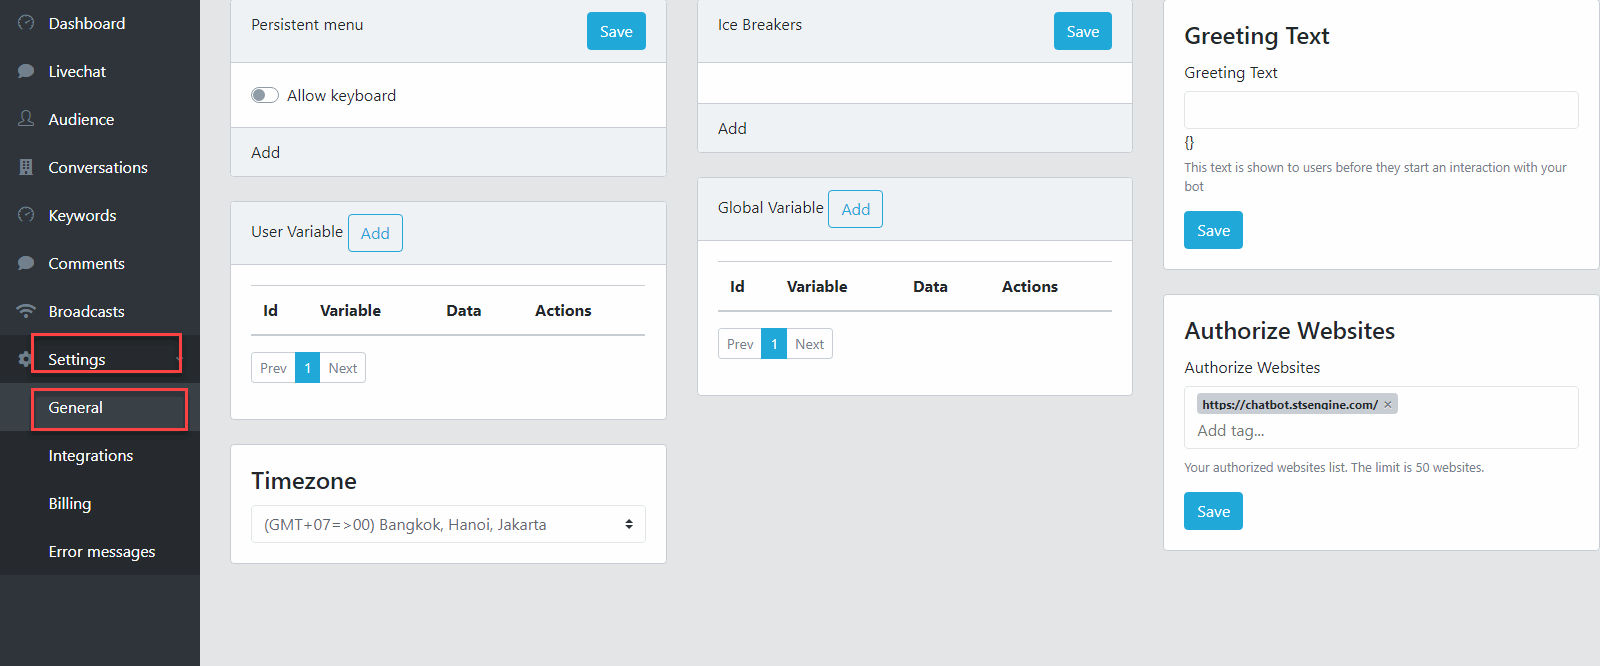 Dashboard
Livechat
Audience
Conversations
Keywords
Comments
Broadcasts
Settings
General
Integrations
Billing
Error messages
Persistent menu
Save
Allow keyboard
Add
User Variable Add
Id Variable Data Actions
Prev 1 Next
Timezone
(GMT+07=>00) Bangkok, Hanoi, Jakarta
Ice Breakers
Save
Add
Global Variable Add
Id Variable Data Actions
Prev 1 Next
Greeting Text
Greeting Text
{}
This text is shown to users before they start an interaction with your
bot
Save
Authorize Websites
Authorize Websites
https://chatbot.stsengine.com/ ×
Add tag...
Your authorized websites list. The limit is 50 websites.
Save